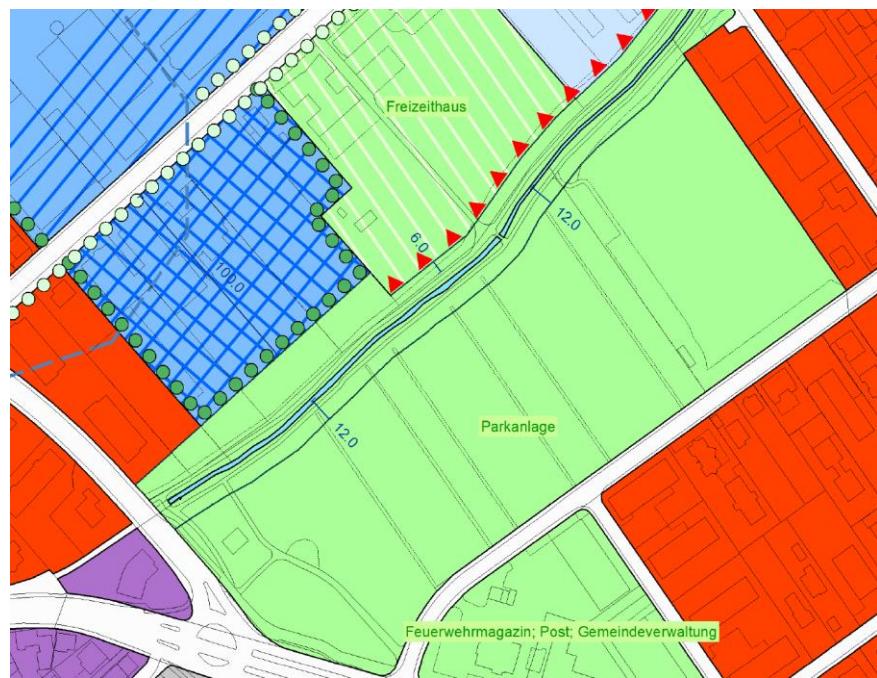 Freizeithaus
12.0
6.0
100.0
Parkanlage
12.0
Feuerwehrmagazin; Post; Gemeindeverwaltung